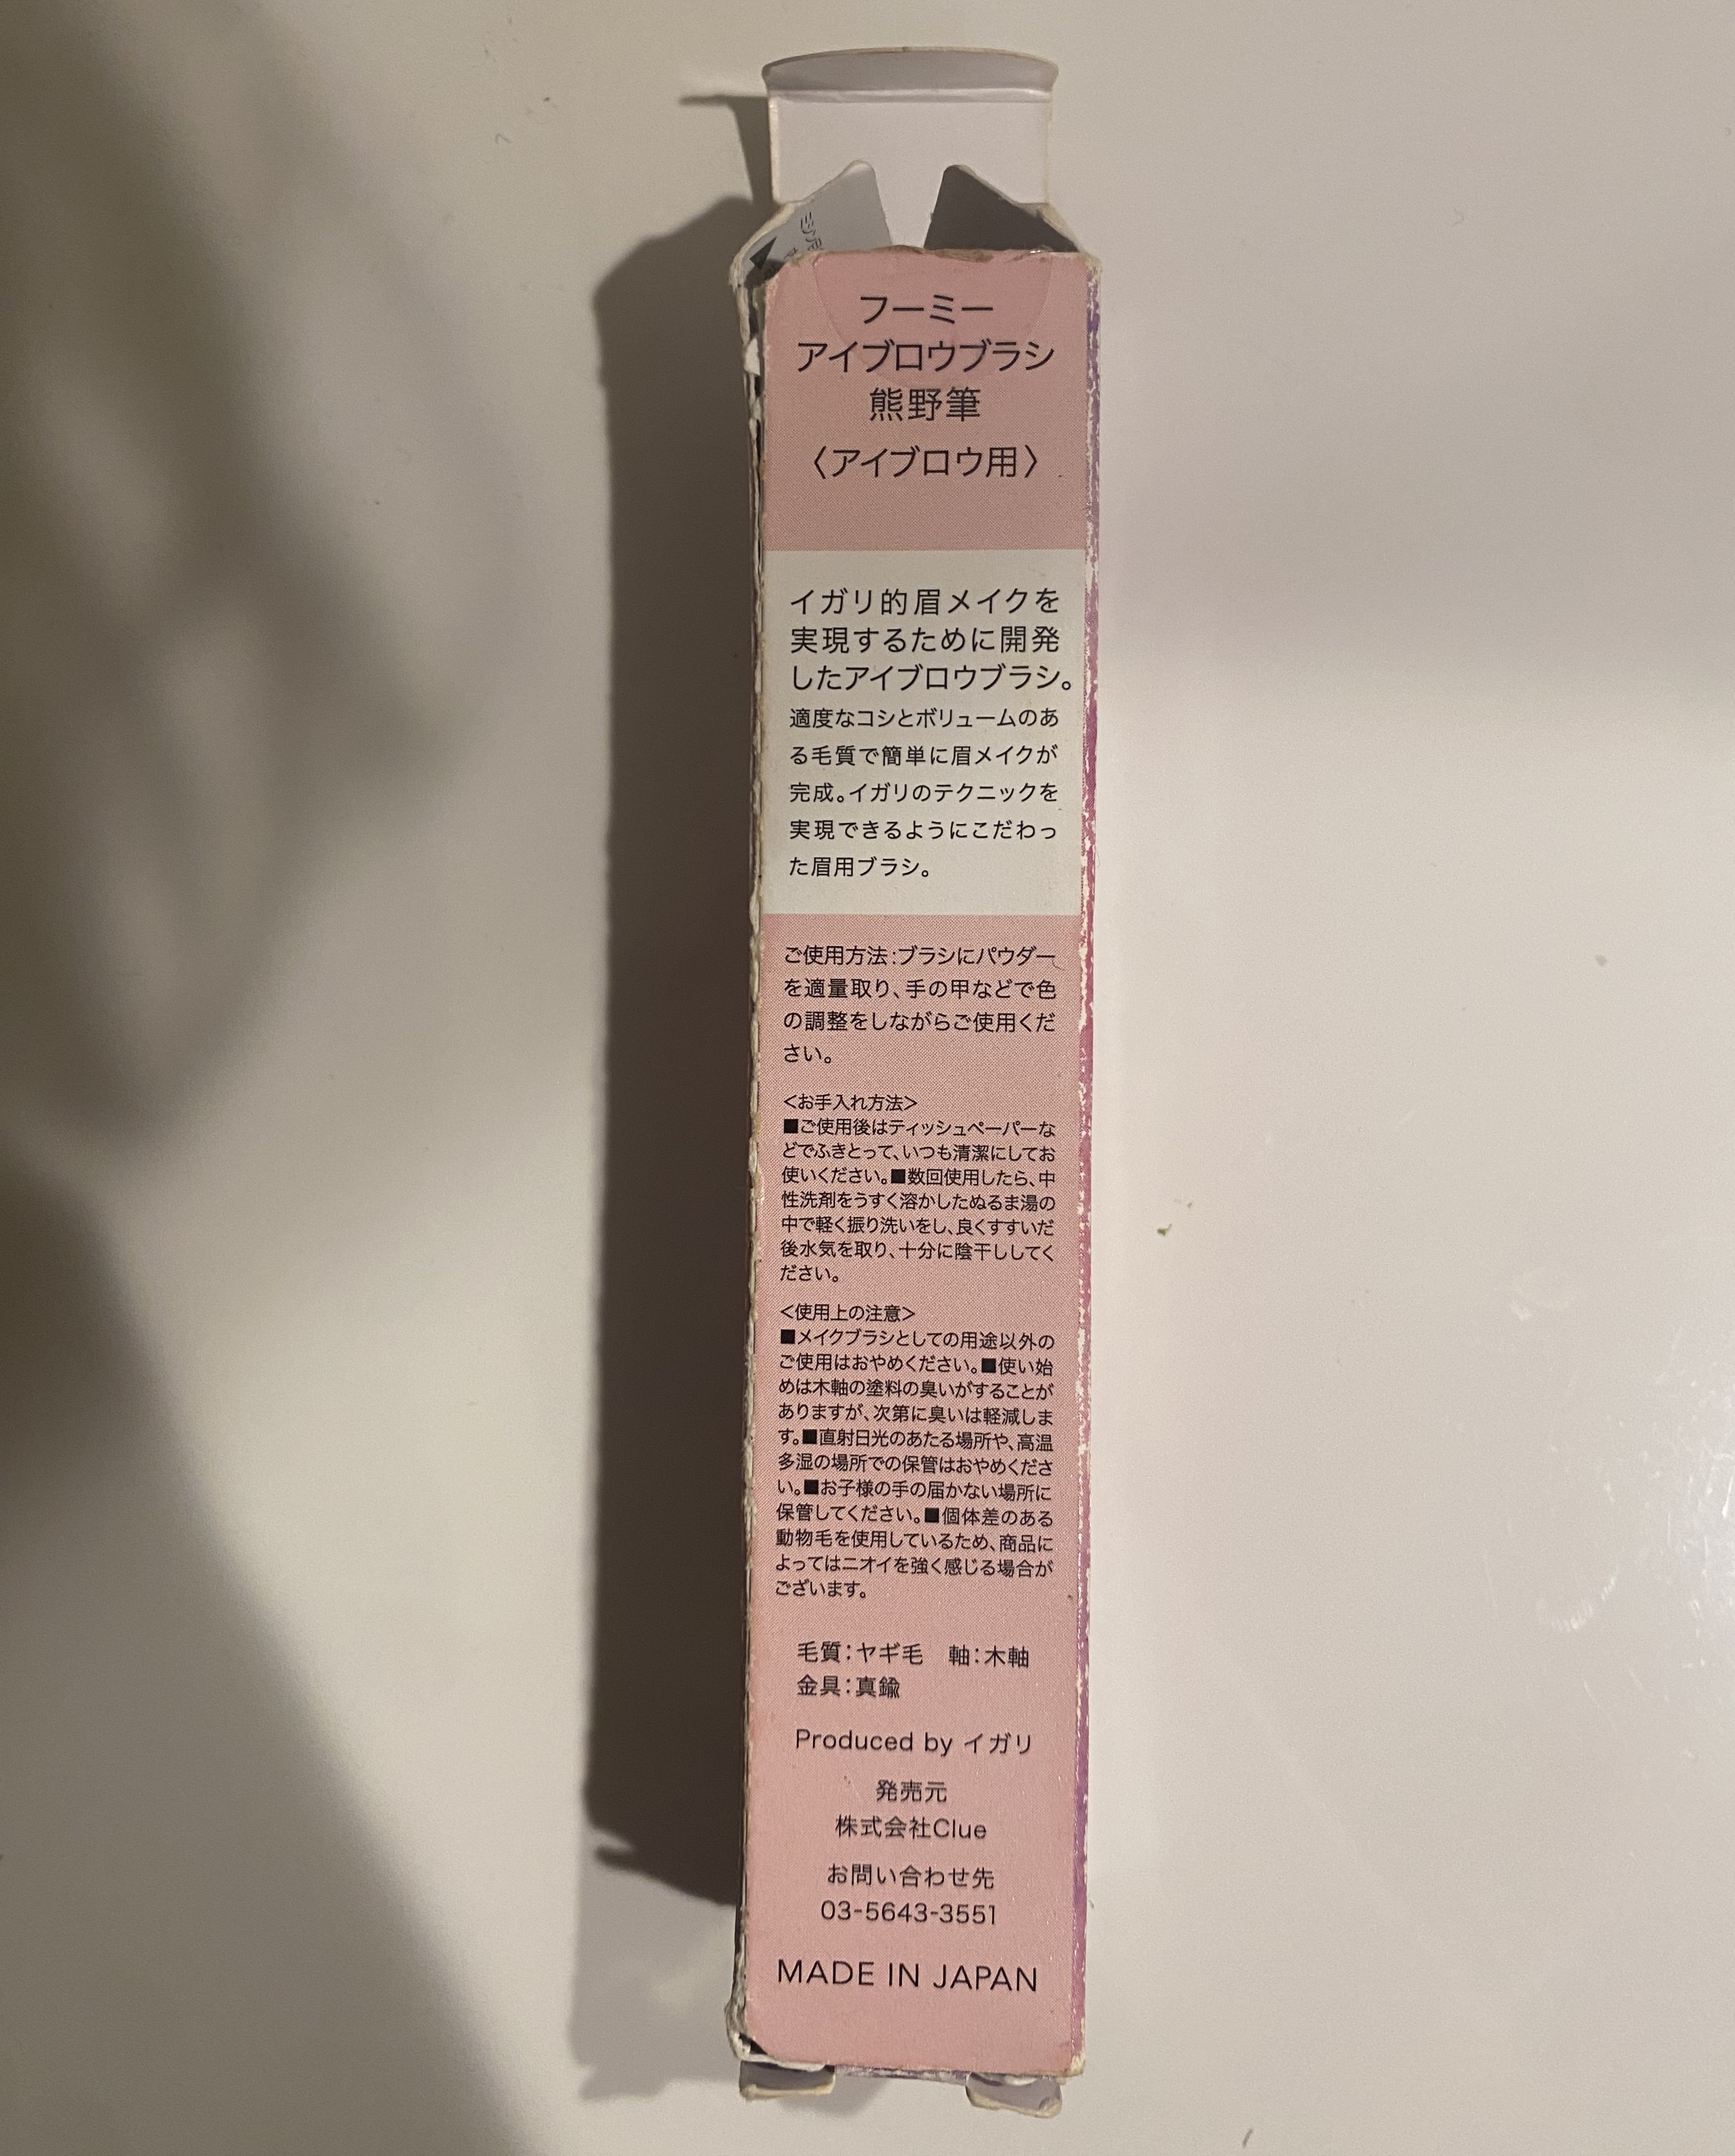 フーミー
アイブロウブラシ
熊野筆
〈アイブロウ用〉
イガリ的眉メイクを
実現するために開発
したアイブロウブラシ。
適度なコシとボリュームのあ
る毛質で簡単に眉メイクが
完成。イガリのテクニックを
実現できるようにこだわっ
た眉用ブラシ。
ご使用方法:ブラシにパウダー
を適量取り、手の甲などで色
の調整をしながらご使用くだ
さい。
<お手入れ方法>
■ご使用後はティッシュペーパーな
どでふきとって、いつも清潔にしてお
使いください。■数回使用したら、中
性洗剤をうすく溶かしたぬるま湯の
中で軽く振り洗いをし、良くすすいだ
後水気を取り、十分に陰干ししてく
ださい。
<使用上の注意>
■メイクブラシとしての用途以外の
ご使用はおやめください。■使い始
めは木軸の塗料の臭いがすることが
ありますが、次第に臭いは軽減しま
す。■直射日光のあたる場所や、高温
多湿の場所での保管はおやめくださ
い。■お子様の手の届かない場所に
保管してください。■個体差のある
動物毛を使用しているため、商品に
よってはニオイを強く感じる場合が
ございます。
毛質:ヤギ毛 軸:木軸
金具:真鍮
Produced by イガリ
発売元
株式会社Clue
お問い合わせ先
03-5643-3551
MADE IN JAPAN